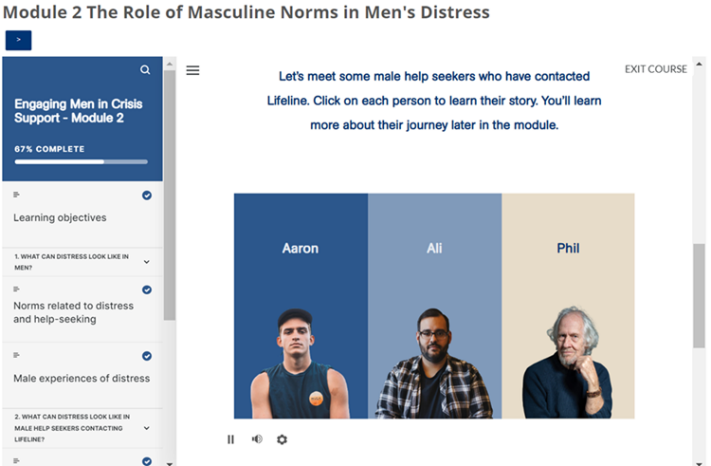 Module 2 The Role of Masculine Norms in Men's Distress
>
Engaging Men in Crisis
Support - Module 2
67% COMPLETE
Learning objectives
1. WHAT CAN DISTRESS LOOK LIKE IN
MEN?
Norms related to distress
and help-seeking
Male experiences of distress
2. WHAT CAN DISTRESS LOOK LIKE IN
MALE HELP SEEKERS CONTACTING
LIFELINE?
EXIT COURSE
Let's meet some male help seekers who have contacted
Lifeline. Click on each person to learn their story. You'll learn
more about their journey later in the module.
Aaron
Ali
Phil